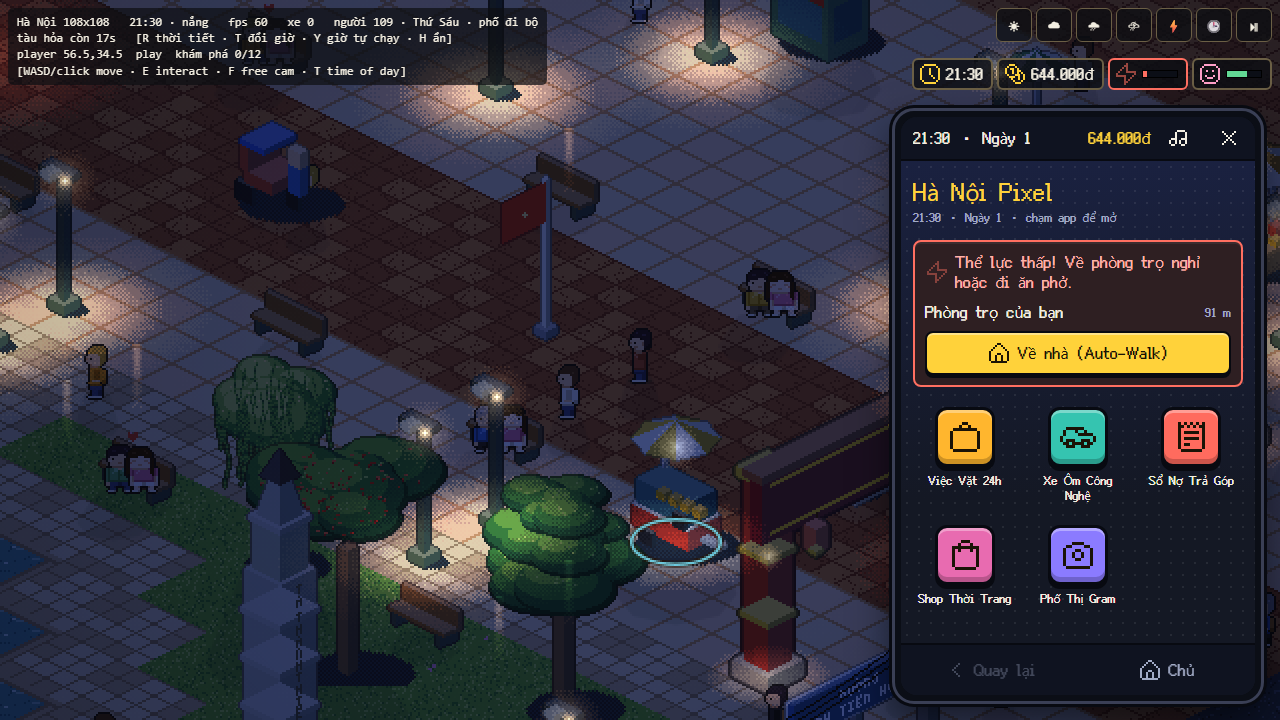 Hà Nội 108x108 21:30 · nắng fps 60 xe 0 người 109 · Thứ Sáu · phố đi bộ
tàu hỏa còn 17s [R thời tiết · T đổi giờ · Y giờ tự chạy · H ẩn]
player 56.5,34.5 play khám phá 0/12
[WASD/click move · E interact · F free cam · T time of day]
21:30
644.000đ
21:30 · Ngày 1 644.000đ
Hà Nội Pixel
21:30 · Ngày 1 · chạm app để mở
Thể lực thấp! Về phòng trọ nghỉ
hoặc đi ăn phở.
Phòng trọ của bạn 91 m
Về nhà (Auto-Walk)
Việc Vặt 24h
Xe Ôm Công
Nghệ
Sổ Nợ Trả Góp
Shop Thời Trang
Phố Thị Gram
Quay lại
Chủ